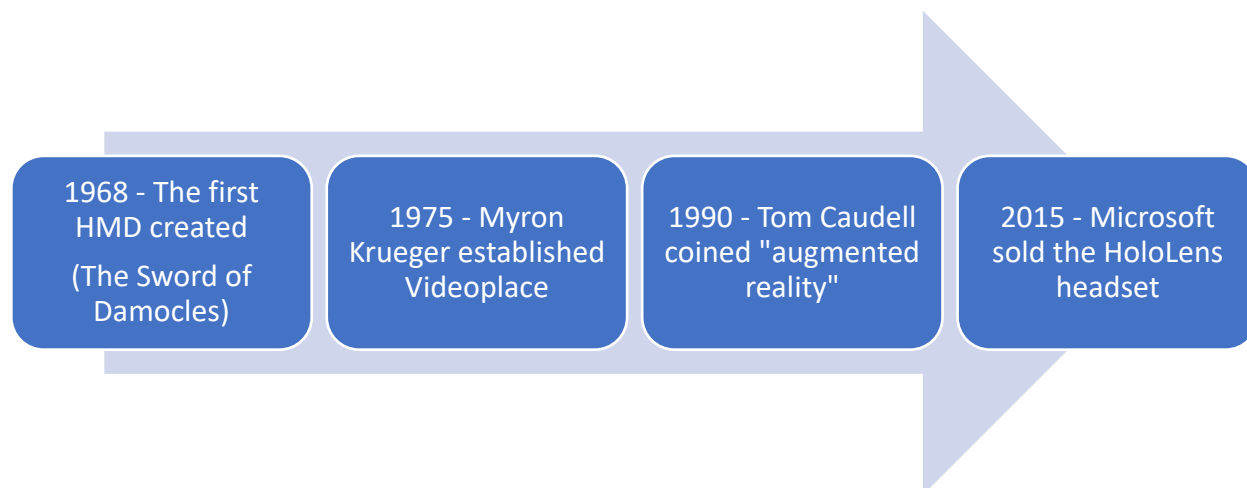 1968 - The first
HMD created
(The Sword of
Damocles)
1975 - Myron
Krueger established
Videoplace
1990 - Tom Caudell
coined "augmented
reality"
2015 - Microsoft
sold the HoloLens
headset